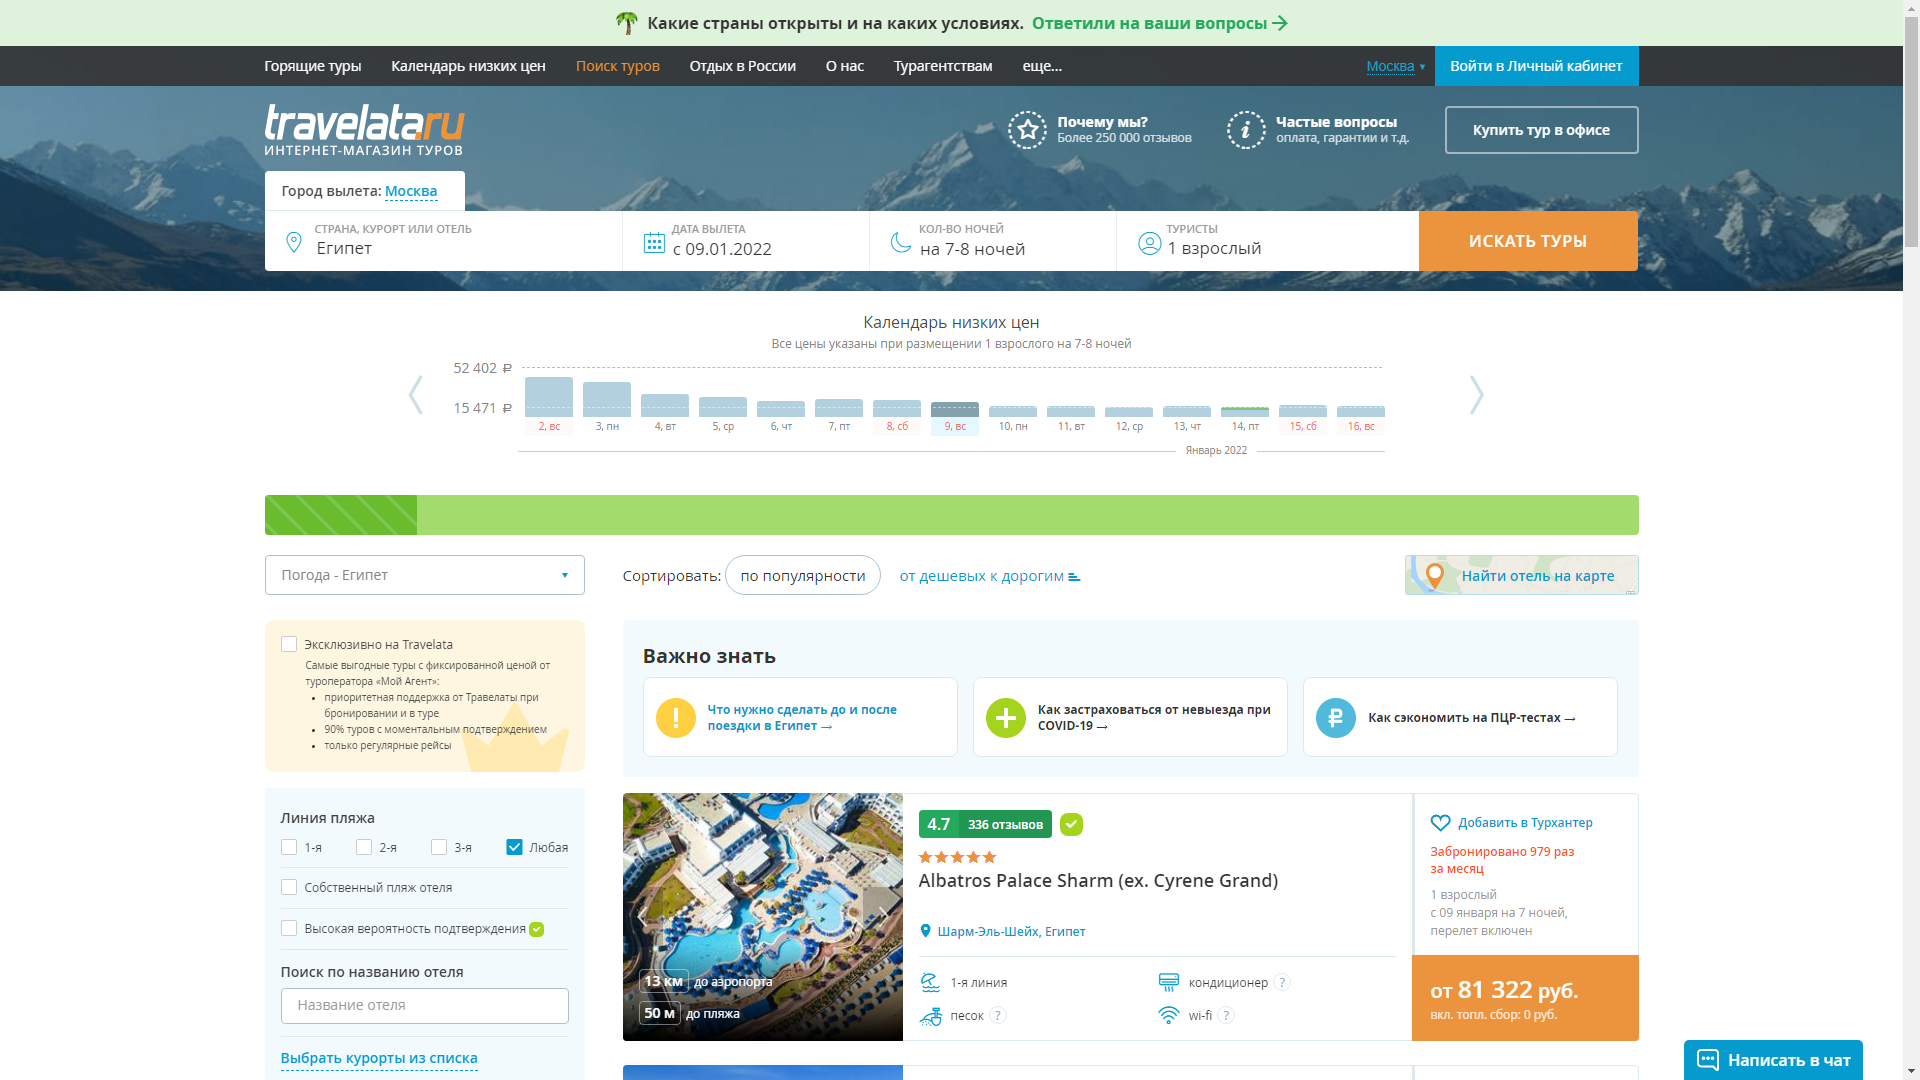 Какие страны открыты и на каких условиях. Ответили на ваши вопросы
Горящие туры Календарь низких цен Поиск туров Отдых в России О нас Турагентствам еще... Москва Войти в Личный кабинет
travelata.ru
ИНТЕРНЕТ-МАГАЗИН ТУРОВ
Почему мы?
Более 250 000 отзывов
Частые вопросы
оплата, гарантии и т.д.
Купить тур в офисе
Город вылета: Москва
СТРАНА, КУРОРТ ИЛИ ОТЕЛЬ
Египет
ДАТА ВЫЛЕТА
с 09.01.2022
КОЛ-ВО НОЧЕЙ
на 7-8 ночей
ТУРИСТЫ
1 взрослый
ИСКАТЬ ТУРЫ
Календарь низких цен
Все цены указаны при размещении 1 взрослого на 7-8 ночей
52 402 ₽
15 471 ₽
2, вс 3, пн 4, вт 5, ср 6, чт 7, пт 8, сб 9, вс 10, пн 11, вт 12, ср 13, чт 14, пт 15, сб 16, вс
Январь 2022
Погода - Египет
Сортировать: по популярности от дешевых к дорогим
Найти отель на карте
Эксклюзивно на Travelata
Самые выгодные туры с фиксированной ценой от
туроператора «Мой Агент»:
• приоритетная поддержка от Травелаты при
бронировании и в туре
• 90% туров с моментальным подтверждением
• только регулярные рейсы
Линия пляжа
1-я 2-я 3-я Любая
Собственный пляж отеля
Высокая вероятность подтверждения
Поиск по названию отеля
Название отеля
Выбрать курорты из списка
Важно знать
Что нужно сделать до и после
поездки в Египет →
Как застраховаться от невыезда при
COVID-19 →
Как сэкономить на ПЦР-тестах →
13 км до аэропорта
50 м до пляжа
4.7 336 отзывов
Albatros Palace Sharm (ex. Cyrene Grand)
Шарм-Эль-Шейх, Египет
1-я линия
кондиционер ?
песок ?
wi-fi ?
Добавить в Турхантер
Забронировано 979 раз
за месяц
1 взрослый
с 09 января на 7 ночей,
перелет включен
от 81 322 руб.
вкл. топл. сбор: 0 руб.
Написать в чат